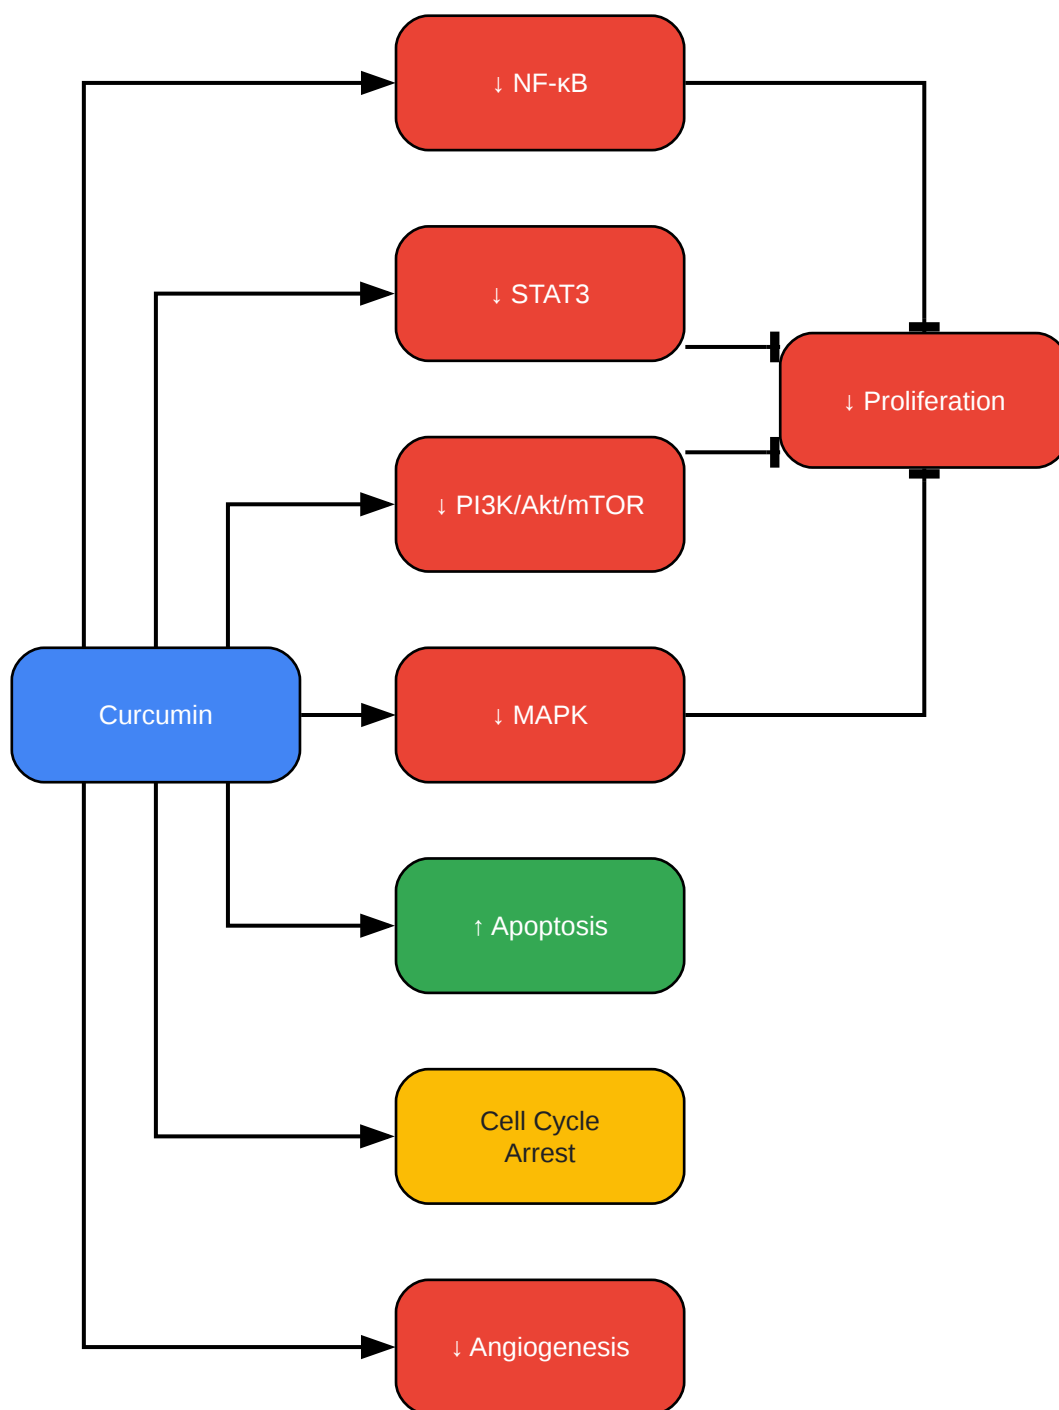 ↓ NF-κB
↓ STAT3
↓ Proliferation
↓ PI3K/Akt/mTOR
Curcumin
↓ MAPK
↑ Apoptosis
Cell Cycle
Arrest
↓ Angiogenesis